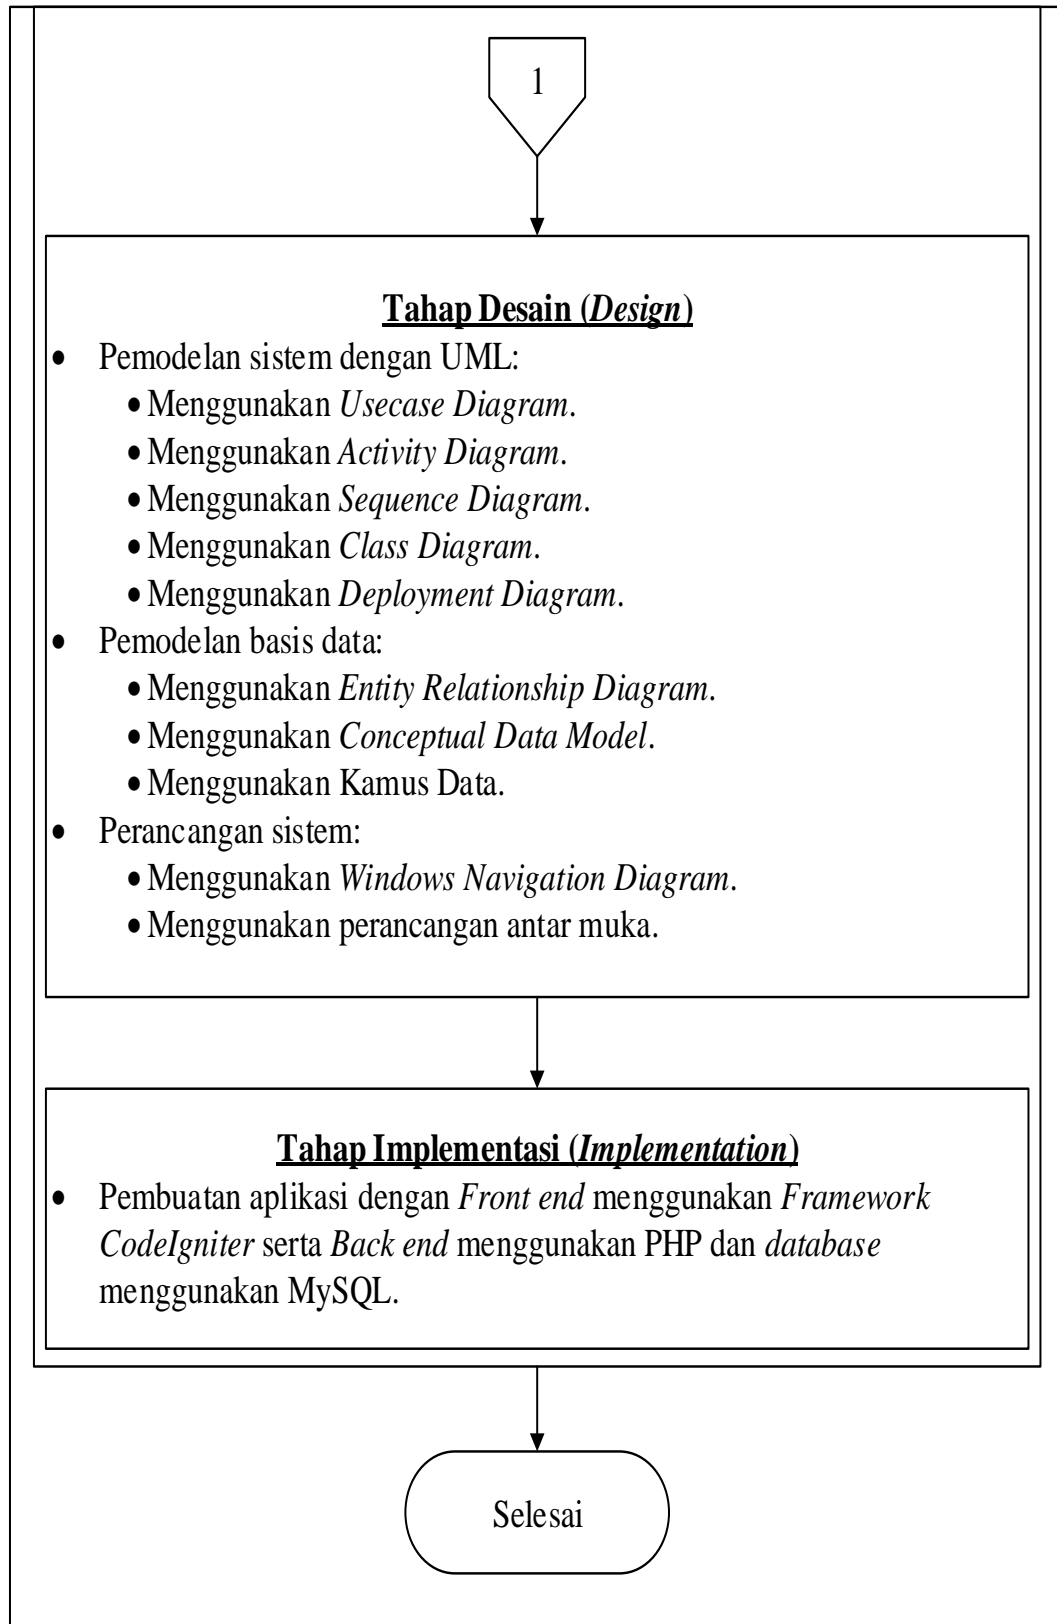 1
Tahap Desain (Design)
• Pemodelan sistem dengan UML:
• Menggunakan Usecase Diagram.
• Menggunakan Activity Diagram.
• Menggunakan Sequence Diagram.
• Menggunakan Class Diagram.
• Menggunakan Deployment Diagram.
• Pemodelan basis data:
• Menggunakan Entity Relationship Diagram.
• Menggunakan Conceptual Data Model.
• Menggunakan Kamus Data.
• Perancangan sistem:
• Menggunakan Windows Navigation Diagram.
• Menggunakan perancangan antar muka.
Tahap Implementasi (Implementation)
• Pembuatan aplikasi dengan Front end menggunakan Framework
CodeIgniter serta Back end menggunakan PHP dan database
menggunakan MySQL.
Selesai